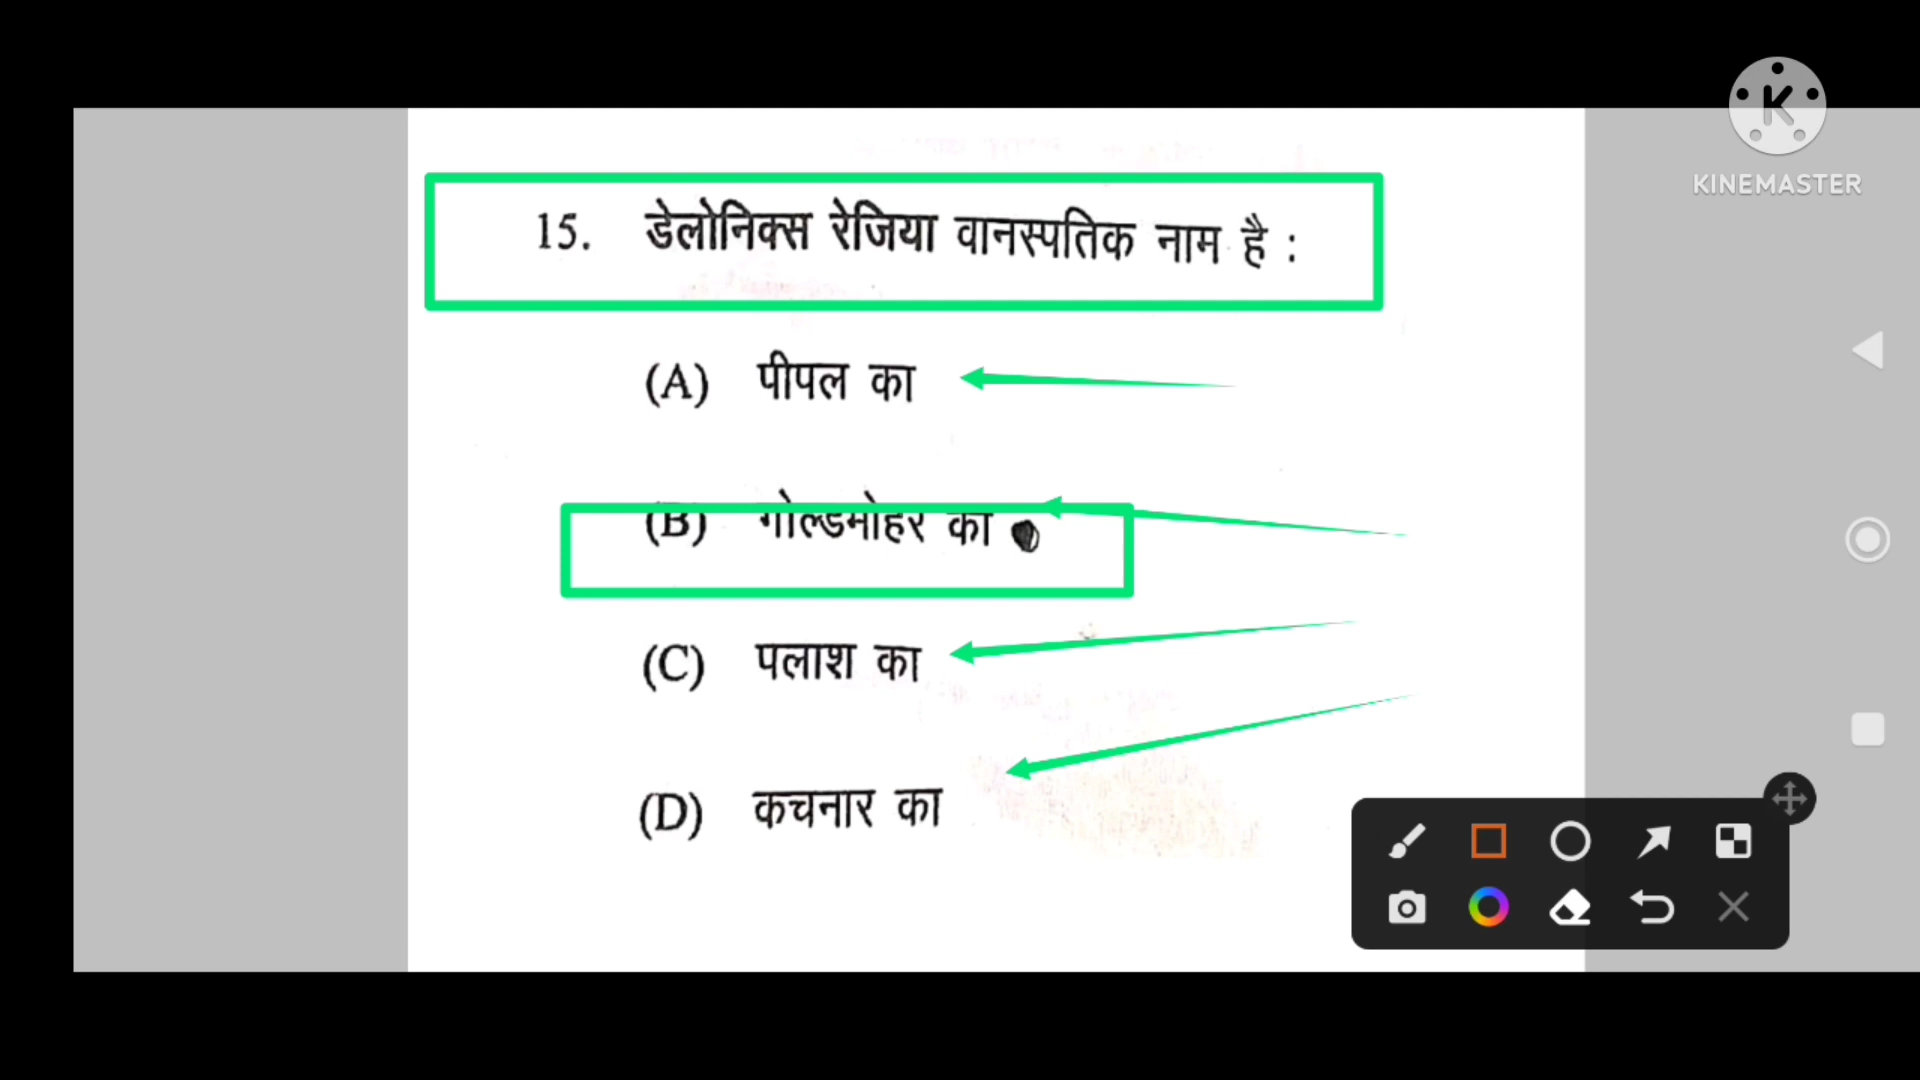 KINEMASTER
15. डेलोनिक्स रेजिया वानस्पतिक नाम है :
(A) पीपल का
(B) गोल्डमोहर का
(C) पलाश का
(D) कचनार का